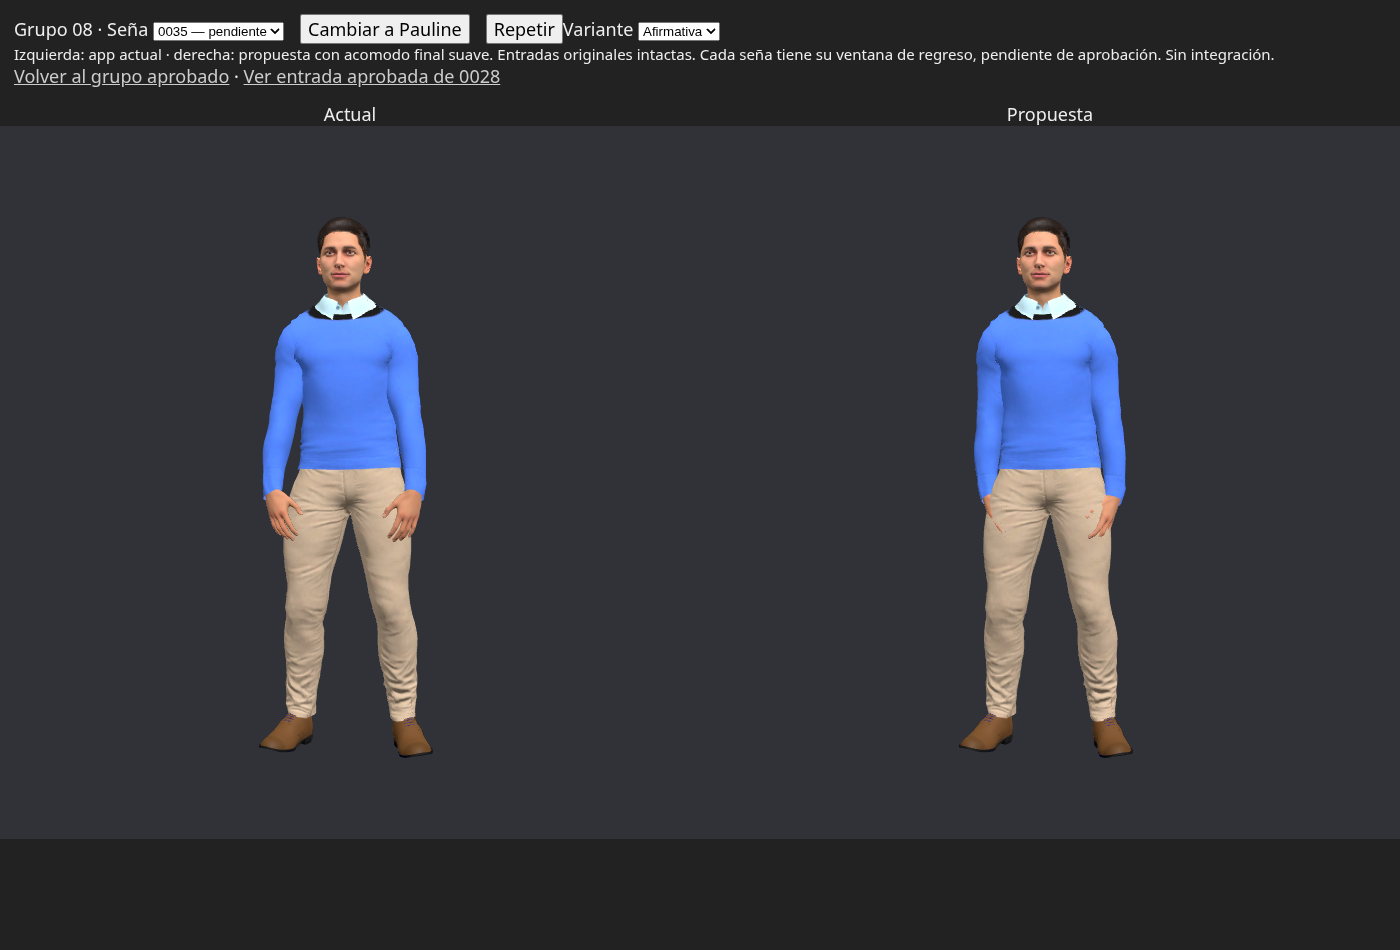 Grupo 08 · Seña 0035 — pendiente Cambiar a Pauline Repetir Variante Afirmativa
Izquierda: app actual · derecha: propuesta con acomodo final suave. Entradas originales intactas. Cada seña tiene su ventana de regreso, pendiente de aprobación. Sin integración.
Volver al grupo aprobado · Ver entrada aprobada de 0028
Actual
Propuesta